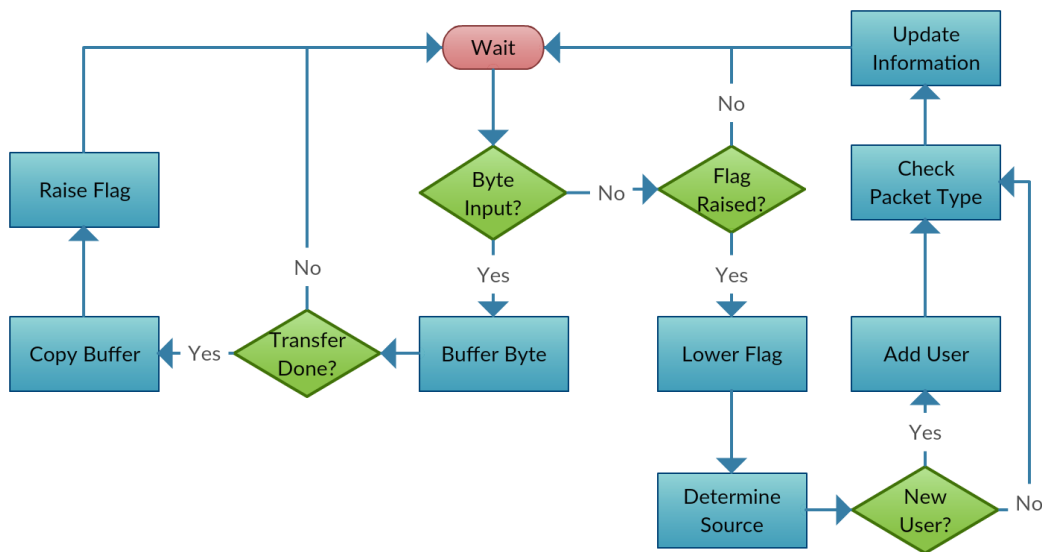 Wait
Update
Information
No
Raise Flag
Byte
Input?
No
Flag
Raised?
Check
Packet Type
No
Yes
Yes
Copy Buffer
Yes
Transfer
Done?
Buffer Byte
Lower Flag
Add User
Yes
Determine
Source
New
User?
No